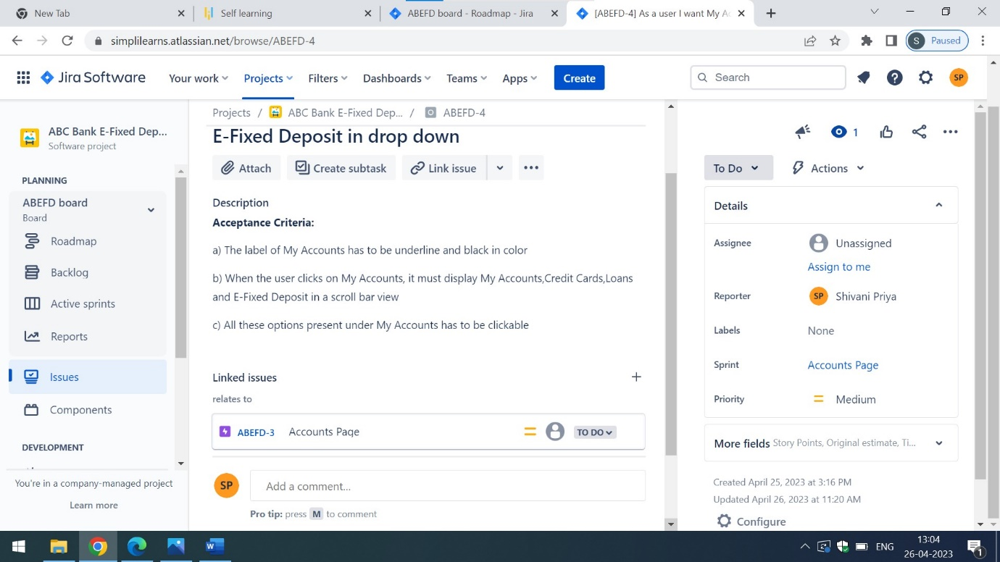 New Tab
Self learning
ABEFD board - Roadmap - Jira
[ABEFD-4] As a user I want My Ac
simplilearns.atlassian.net/browse/ABEFD-4
S Paused
Jira Software
Your work
Projects
Filters
Dashboards
Teams
Apps
Create
Search
SP
ABC Bank E-Fixed Dep...
Software project
PLANNING
ABEFD board
Board
Roadmap
Backlog
Active sprints
Reports
Issues
Components
DEVELOPMENT
You're in a company-managed project
Learn more
Projects / ABC Bank E-Fixed Dep... / ABEFD-4
E-Fixed Deposit in drop down
Attach
Create subtask
Link issue
Description
Acceptance Criteria:
a) The label of My Accounts has to be underline and black in color
b) When the user clicks on My Accounts, it must display My Accounts,Credit Cards,Loans
and E-Fixed Deposit in a scroll bar view
c) All these options present under My Accounts has to be clickable
Linked issues
relates to
ABEFD-3 Accounts Page TO DO
SP Add a comment...
Pro tip: press M to comment
1
To Do
Actions
Details
Assignee Unassigned
Assign to me
Reporter SP Shivani Priya
Labels None
Sprint Accounts Page
Priority Medium
More fields Story Points, Original estimate, Ti...
Created April 25, 2023 at 3:16 PM
Updated April 26, 2023 at 11:20 AM
Configure
W
ENG
13:04
26-04-2023
1